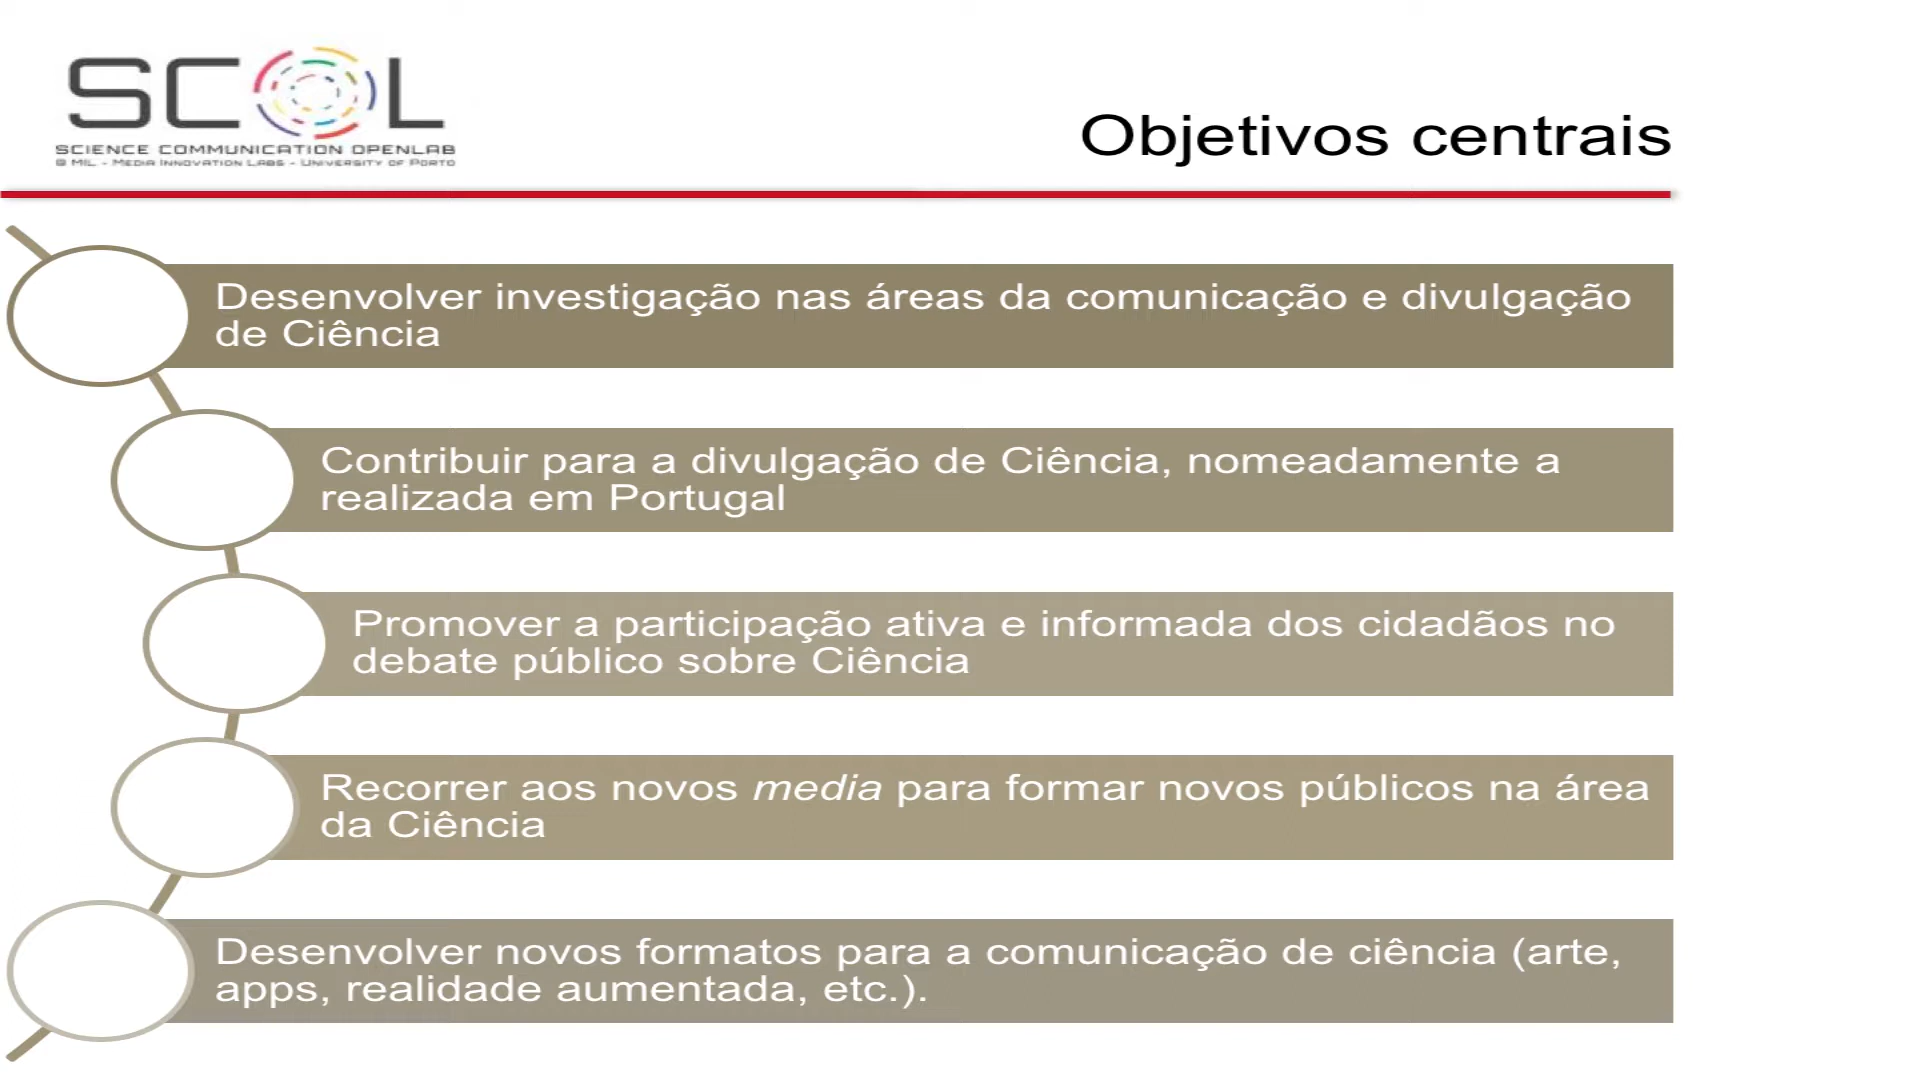 SCOL
SCIENCE COMMUNICATION OPENLAB
@ MIL - MEDIA INNOVATION LABS - UNIVERSITY OF PORTO
Objetivos centrais
Desenvolver investigação nas áreas da comunicação e divulgação
de Ciência
Contribuir para a divulgação de Ciência, nomeadamente a
realizada em Portugal
Promover a participação ativa e informada dos cidadãos no
debate público sobre Ciência
Recorrer aos novos media para formar novos públicos na área
da Ciência
Desenvolver novos formatos para a comunicação de ciência (arte,
apps, realidade aumentada, etc.).